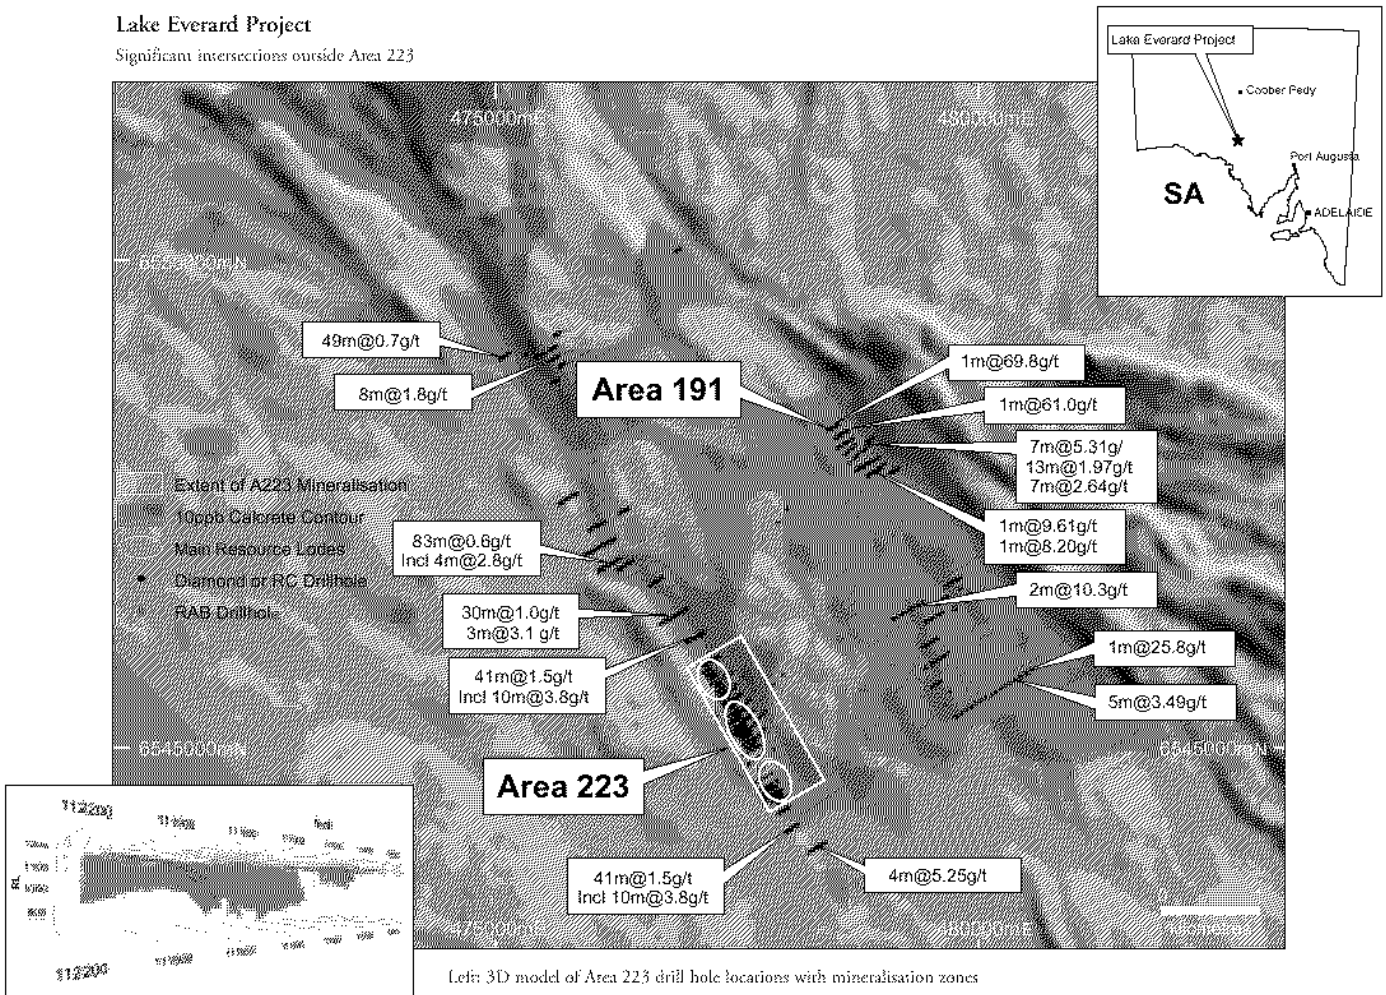 Lake Everard Project
Significant intersections outside Area 223
Lake Everard Project
Coober Pedy
Port Augusta
SA
ADELAIDE
475000mE
480000mE
49m@0.7g/t
8m@1.8g/t
Area 191
1m@69.8g/t
1m@61.0g/t
7m@5.31g/
13m@1.97g/t
7m@2.64g/t
Extent of A223 Mineralisation
10ppb Calcrete Contour
Main Resource Lodes
Diamond or RC Drillhole
RAB Drillhole
83m@0.6g/t
Incl 4m@2.8g/t
1m@9.61g/t
1m@8.20g/t
2m@10.3g/t
30m@1.0g/t
3m@3.1 g/t
41m@1.5g/t
Incl 10m@3.8g/t
1m@25.8g/t
5m@3.49g/t
6545000mN
6545000mN
Area 223
41m@1.5g/t
Incl 10m@3.8g/t
4m@5.25g/t
475000mE
480000mE
kilometres
112200
RL
112200
Left: 3D model of Area 223 drill hole locations with mineralisation zones